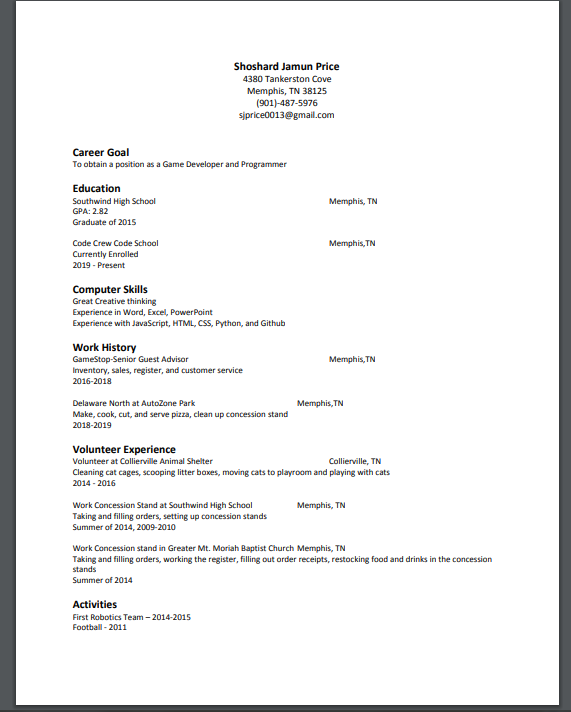 Shoshard Jamun Price
4380 Tankerston Cove
Memphis, TN 38125
(901)-487-5976
sjprice0013@gmail.com
Career Goal
To obtain a position as a Game Developer and Programmer
Education
Southwind High School Memphis, TN
GPA: 2.82
Graduate of 2015
Code Crew Code School Memphis,TN
Currently Enrolled
2019 - Present
Computer Skills
Great Creative thinking
Experience in Word, Excel, PowerPoint
Experience with JavaScript, HTML, CSS, Python, and Github
Work History
GameStop-Senior Guest Advisor Memphis,TN
Inventory, sales, register, and customer service
2016-2018
Delaware North at AutoZone Park Memphis,TN
Make, cook, cut, and serve pizza, clean up concession stand
2018-2019
Volunteer Experience
Volunteer at Collierville Animal Shelter Collierville, TN
Cleaning cat cages, scooping litter boxes, moving cats to playroom and playing with cats
2014 - 2016
Work Concession Stand at Southwind High School Memphis, TN
Taking and filling orders, setting up concession stands
Summer of 2014, 2009-2010
Work Concession stand in Greater Mt. Moriah Baptist Church Memphis, TN
Taking and filling orders, working the register, filling out order receipts, restocking food and drinks in the concession
stands
Summer of 2014
Activities
First Robotics Team – 2014-2015
Football - 2011